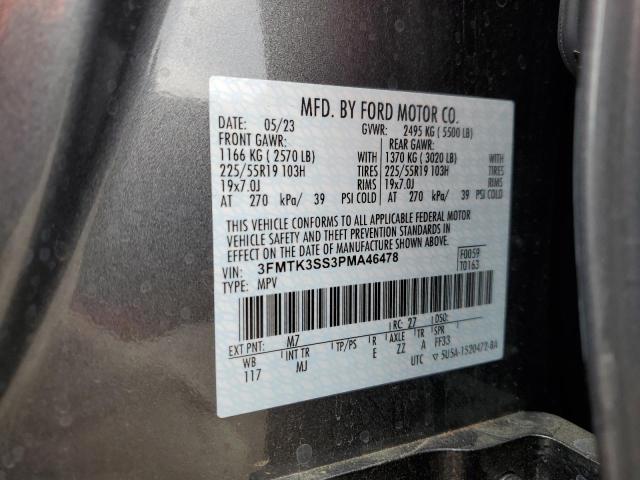 MFD. BY FORD MOTOR CO.
DATE: 05/23 GVWR: 2495 KG (5500 LB)
FRONT GAWR: REAR GAWR:
1166 KG (2570 LB) WITH 1370 KG (3020 LB) WITH
225/55R19 103H TIRES 225/55R19 103H TIRES
19x7.0J RIMS 19x7.0J RIMS
AT 270 kPa/ 39 PSI COLD AT 270 kPa/ 39 PSI COLD
THIS VEHICLE CONFORMS TO ALL APPLICABLE FEDERAL MOTOR
VEHICLE SAFETY AND THEFT PREVENTION STANDARDS IN
EFFECT ON THE DATE OF MANUFACTURE SHOWN ABOVE.
VIN: 3FMTK3SS3PMA46478 F0059
TYPE: MPV T0163
EXT PNT: M7 RC: 27 DSO:
WB INT TR TP/PS R AXLE TR SPR
117 MJ E ZZ A FF33
UTC ▽ 5U5A-1520472-BA